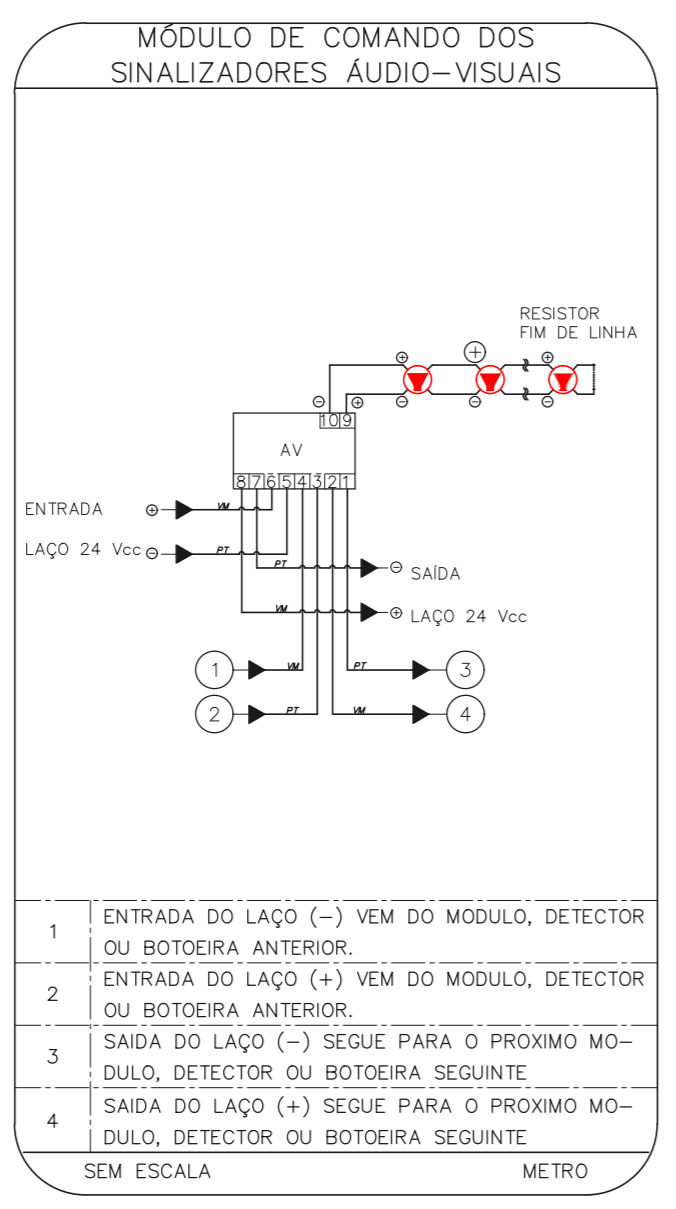 MÓDULO DE COMANDO DOS
SINALIZADORES ÁUDIO-VISUAIS
RESISTOR
FIM DE LINHA
+ + +
- + - - -
10 9
AV
8 7 6 5 4 3 2 1
ENTRADA + VM
LAÇO 24 Vcc - PT
PT - SAÍDA
VM + LAÇO 24 Vcc
1 VM PT 3
2 PT VM 4
1 ENTRADA DO LAÇO (-) VEM DO MODULO, DETECTOR
OU BOTOEIRA ANTERIOR.
2 ENTRADA DO LAÇO (+) VEM DO MODULO, DETECTOR
OU BOTOEIRA ANTERIOR.
3 SAIDA DO LAÇO (-) SEGUE PARA O PROXIMO MO-
DULO, DETECTOR OU BOTOEIRA SEGUINTE
4 SAIDA DO LAÇO (+) SEGUE PARA O PROXIMO MO-
DULO, DETECTOR OU BOTOEIRA SEGUINTE
SEM ESCALA METRO